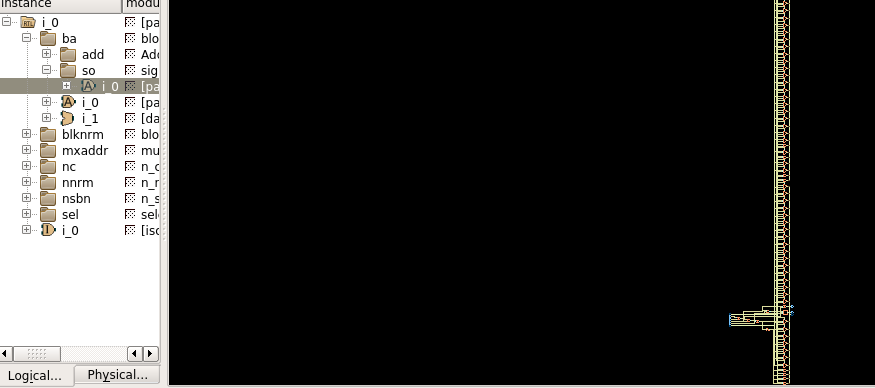 instance modu
i_0 [pa
ba blo
add Add
so sig
i_0 [pa
i_0 [pa
i_1 [da
blknrm blo
mxaddr mu
nc n_c
nnrm n_r
nsbn n_s
sel sel
i_0 [iso
Logical... Physical...